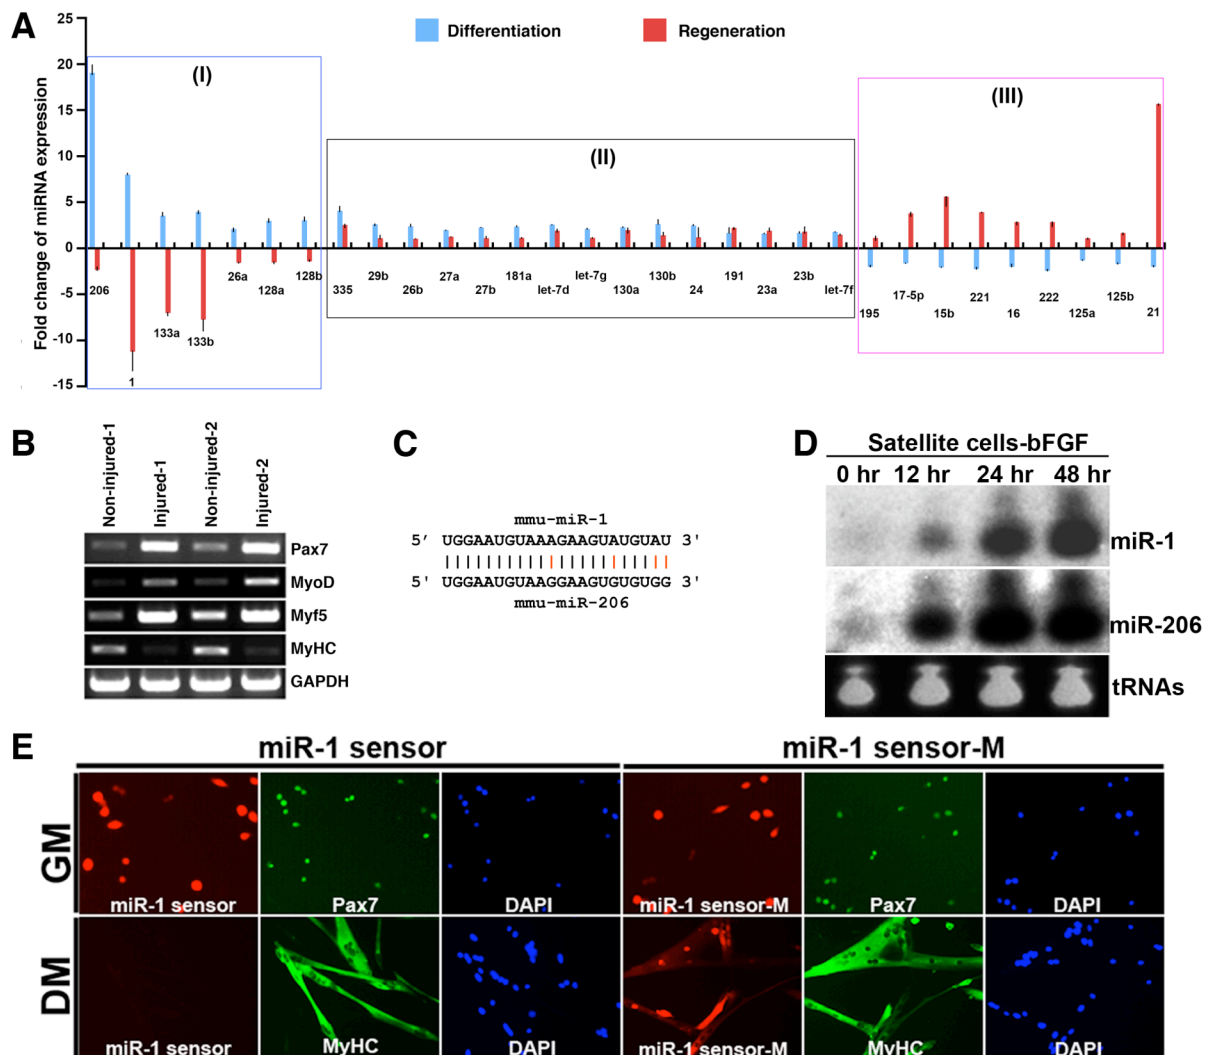 A
Fold change of miRNA expression
25
20
15
10
5
0
-5
-10
-15
Differentiation
Regeneration
(I)
(II)
(III)
206
1
133a
133b
26a
128a
128b
335
29b
26b
27a
27b
181a
let-7d
let-7g
130a
130b
24
191
23a
23b
let-7f
195
17-5p
15b
221
16
222
125a
125b
21
B
Non-injured-1
Injured-1
Non-injured-2
Injured-2
Pax7
MyoD
Myf5
MyHC
GAPDH
C
mmu-miR-1
5' UGGAAUGUAAAGAAGUAUGUAU 3'
5' UGGAAUGUAAGGAAGUGUGUGG 3'
mmu-miR-206
D
Satellite cells-bFGF
0 hr 12 hr 24 hr 48 hr
miR-1
miR-206
tRNAs
E
miR-1 sensor
miR-1 sensor-M
GM
miR-1 sensor Pax7 DAPI miR-1 sensor-M Pax7 DAPI
DM
miR-1 sensor MyHC DAPI miR-1 sensor-M MyHC DAPI